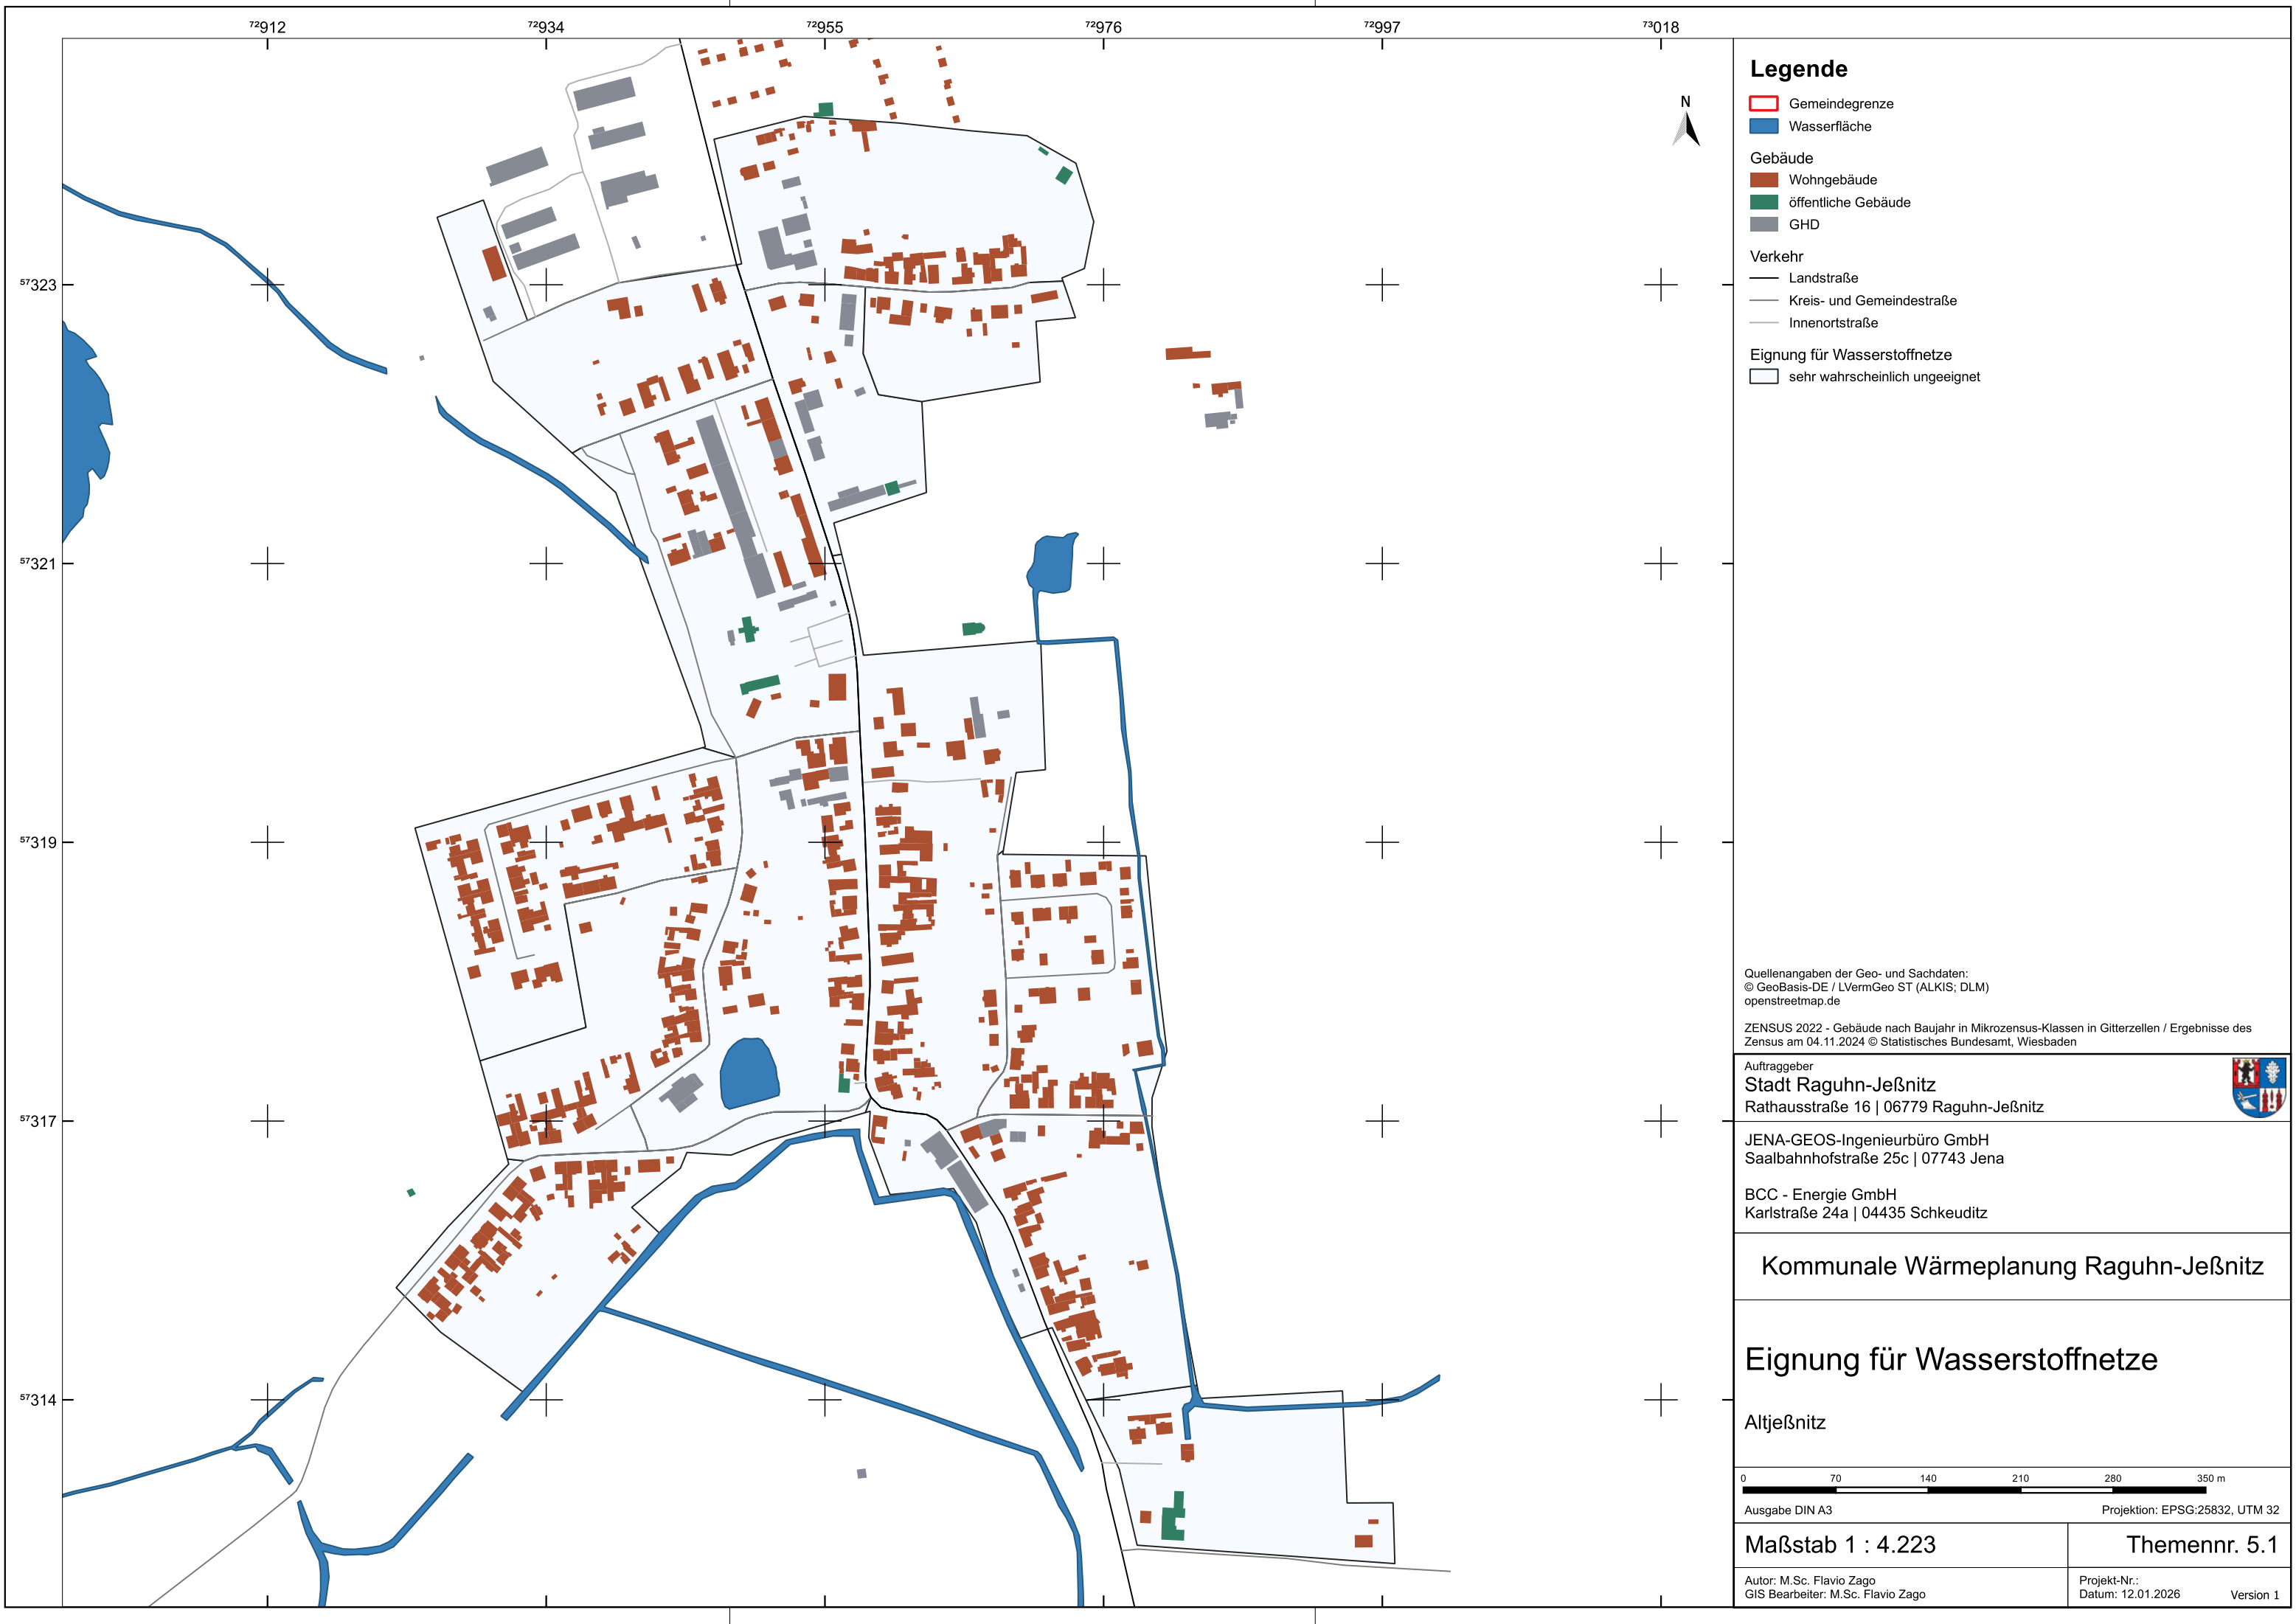 ⁷²912
⁷²934
⁷²955
⁷²976
⁷²997
⁷³018
⁵⁷323
⁵⁷321
⁵⁷319
⁵⁷317
⁵⁷314
N
Legende
Gemeindegrenze
Wasserfläche
Gebäude
Wohngebäude
öffentliche Gebäude
GHD
Verkehr
Landstraße
Kreis- und Gemeindestraße
Innenortstraße
Eignung für Wasserstoffnetze
sehr wahrscheinlich ungeeignet
Quellenangaben der Geo- und Sachdaten:
© GeoBasis-DE / LVermGeo ST (ALKIS; DLM)
openstreetmap.de
ZENSUS 2022 - Gebäude nach Baujahr in Mikrozensus-Klassen in Gitterzellen / Ergebnisse des
Zensus am 04.11.2024 © Statistisches Bundesamt, Wiesbaden
Auftraggeber
Stadt Raguhn-Jeßnitz
Rathausstraße 16 | 06779 Raguhn-Jeßnitz
JENA-GEOS-Ingenieurbüro GmbH
Saalbahnhofstraße 25c | 07743 Jena
BCC - Energie GmbH
Karlstraße 24a | 04435 Schkeuditz
Kommunale Wärmeplanung Raguhn-Jeßnitz
Eignung für Wasserstoffnetze
Altjeßnitz
0 70 140 210 280 350 m
Ausgabe DIN A3 Projektion: EPSG:25832, UTM 32
Maßstab 1 : 4.223 Themennr. 5.1
Autor: M.Sc. Flavio Zago Projekt-Nr.:
GIS Bearbeiter: M.Sc. Flavio Zago Datum: 12.01.2026 Version 1